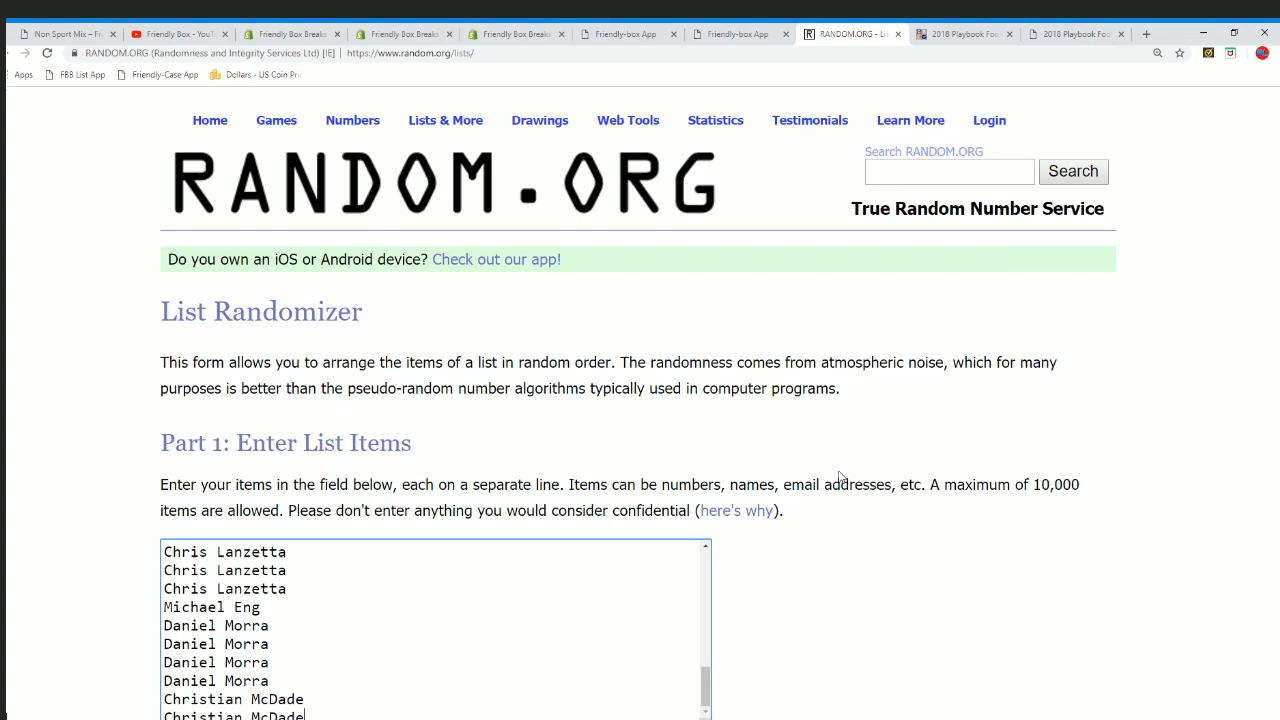 Non Sport Mix – Fr
Friendly Box - YouT
Friendly Box Breaks
Friendly Box Breaks
Friendly Box Breaks
Friendly-box App
Friendly-box App
RANDOM.ORG - Lis
2018 Playbook Foo
2018 Playbook Foot
RANDOM.ORG (Randomness and Integrity Services Ltd) [IE] | https://www.random.org/lists/
Apps
FBB List App
Friendly-Case App
Dollars - US Coin Pric
Home
Games
Numbers
Lists & More
Drawings
Web Tools
Statistics
Testimonials
Learn More
Login
RANDOM.ORG
Search RANDOM.ORG
Search
True Random Number Service
Do you own an iOS or Android device? Check out our app!
List Randomizer
This form allows you to arrange the items of a list in random order. The randomness comes from atmospheric noise, which for many
purposes is better than the pseudo-random number algorithms typically used in computer programs.
Part 1: Enter List Items
Enter your items in the field below, each on a separate line. Items can be numbers, names, email addresses, etc. A maximum of 10,000
items are allowed. Please don't enter anything you would consider confidential (here's why).
Chris Lanzetta
Chris Lanzetta
Chris Lanzetta
Michael Eng
Daniel Morra
Daniel Morra
Daniel Morra
Daniel Morra
Christian McDade
Christian McDade